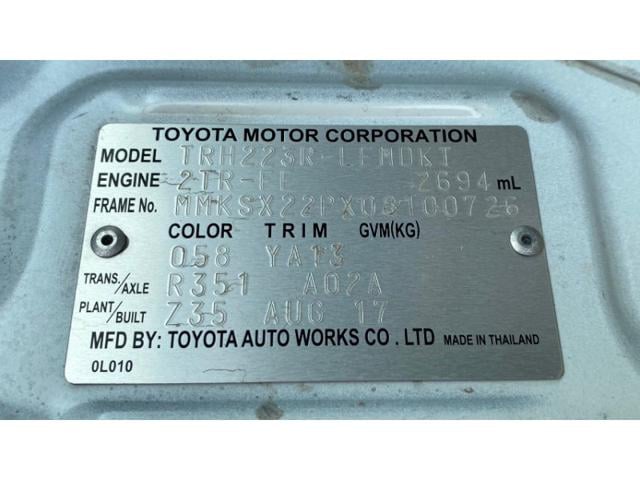 TOYOTA MOTOR CORPORATION
MODEL TRH223R-LEMDKT
ENGINE 2TR-FE 2694 mL
FRAME No. MMKSX22PX08100726
COLOR TRIM GVM(KG)
058 YA13
TRANS./AXLE R351 A02A
PLANT/BUILT Z35 AUG 17
MFD BY: TOYOTA AUTO WORKS CO . LTD MADE IN THAILAND
0L010